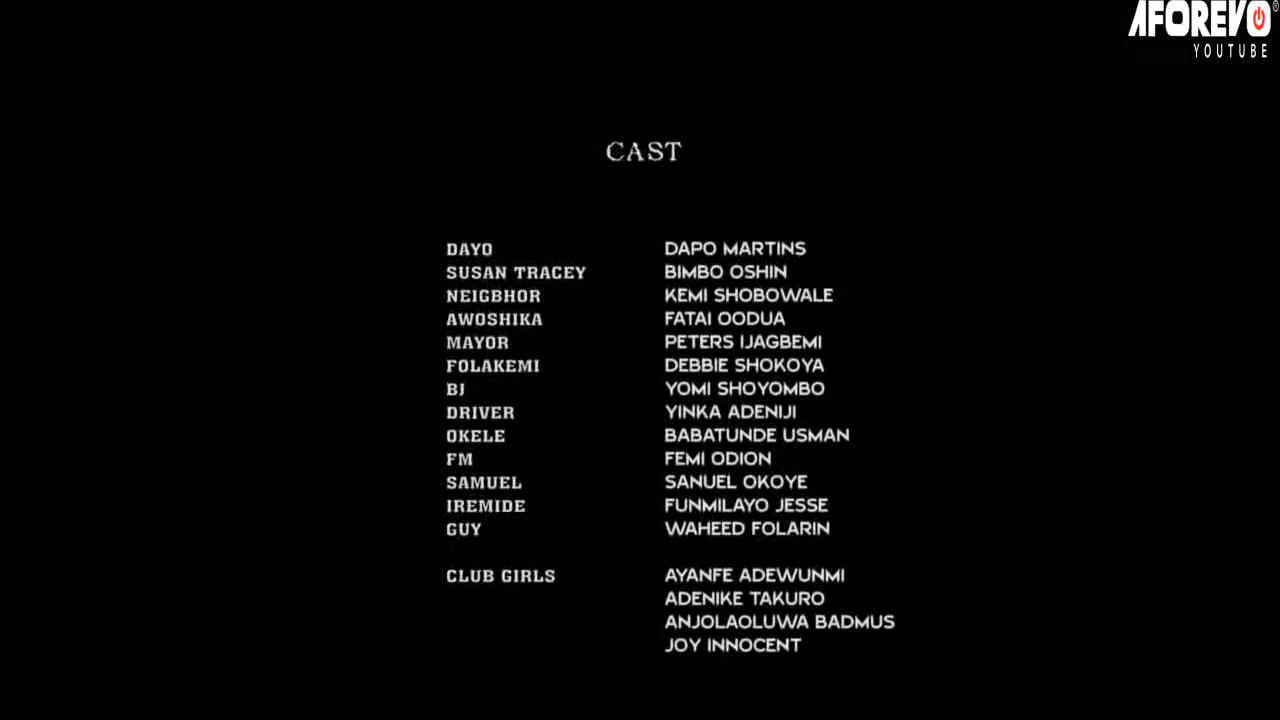 AFOREVO
YOUTUBE
CAST
DAYO DAPO MARTINS
SUSAN TRACEY BIMBO OSHIN
NEIGBHOR KEMI SHOBOWALE
AWOSHIKA FATAI OODUA
MAYOR PETERS IJAGBEMI
FOLAKEMI DEBBIE SHOKOYA
BJ YOMI SHOYOMBO
DRIVER YINKA ADENIJI
OKELE BABATUNDE USMAN
FM FEMI ODION
SAMUEL SANUEL OKOYE
IREMIDE FUNMILAYO JESSE
GUY WAHEED FOLARIN
CLUB GIRLS AYANFE ADEWUNMI
ADENIKE TAKURO
ANJOLAOLUWA BADMUS
JOY INNOCENT